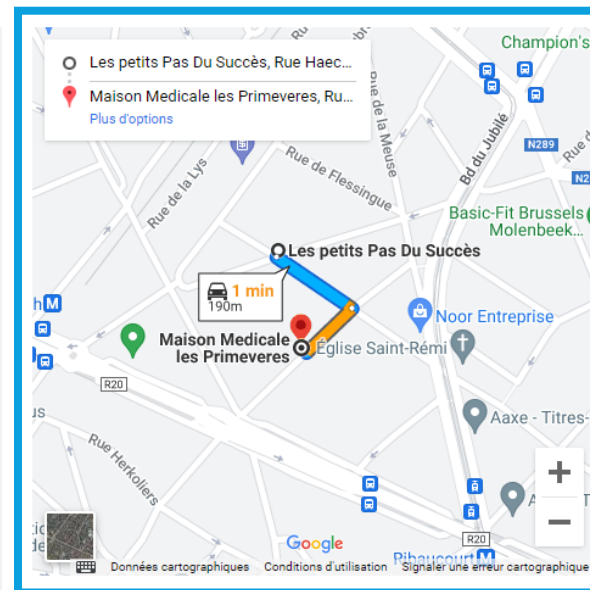 Les petits Pas Du Succès, Rue Haec...
Maison Medicale les Primeveres, Ru...
Plus d'options
Champion's
Rue de la Meuse
Bd du Jubilé
N289
Rue de Flessingue
Rue de la Lys
Basic-Fit Brussels
Molenbeek...
Les petits Pas Du Succès
1 min
190m
Noor Entreprise
Maison Medicale
les Primeveres
Église Saint-Rémi
R20
Aaxe - Titres-
Rue Herkoliers
R20
Google
Ribaucourt
Données cartographiques
Conditions d'utilisation
Signaler une erreur cartographique